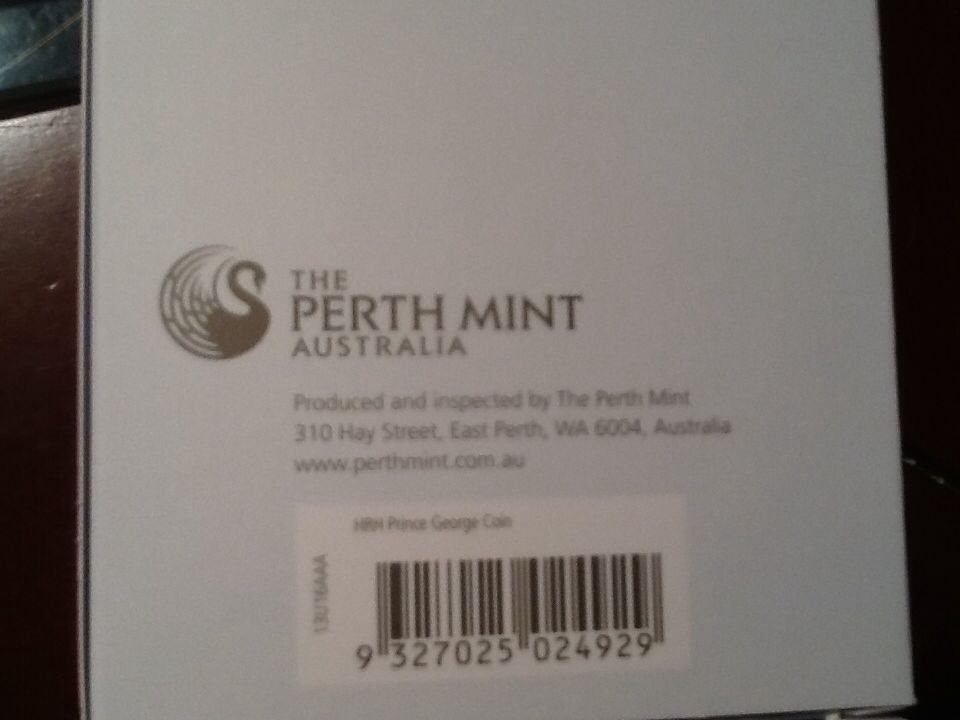 THE
PERTH MINT
AUSTRALIA
Produced and inspected by The Perth Mint
310 Hay Street, East Perth, WA 6004, Australia
www.perthmint.com.au
HRH Prince George Coin
13U16AAA
9 327025 024929